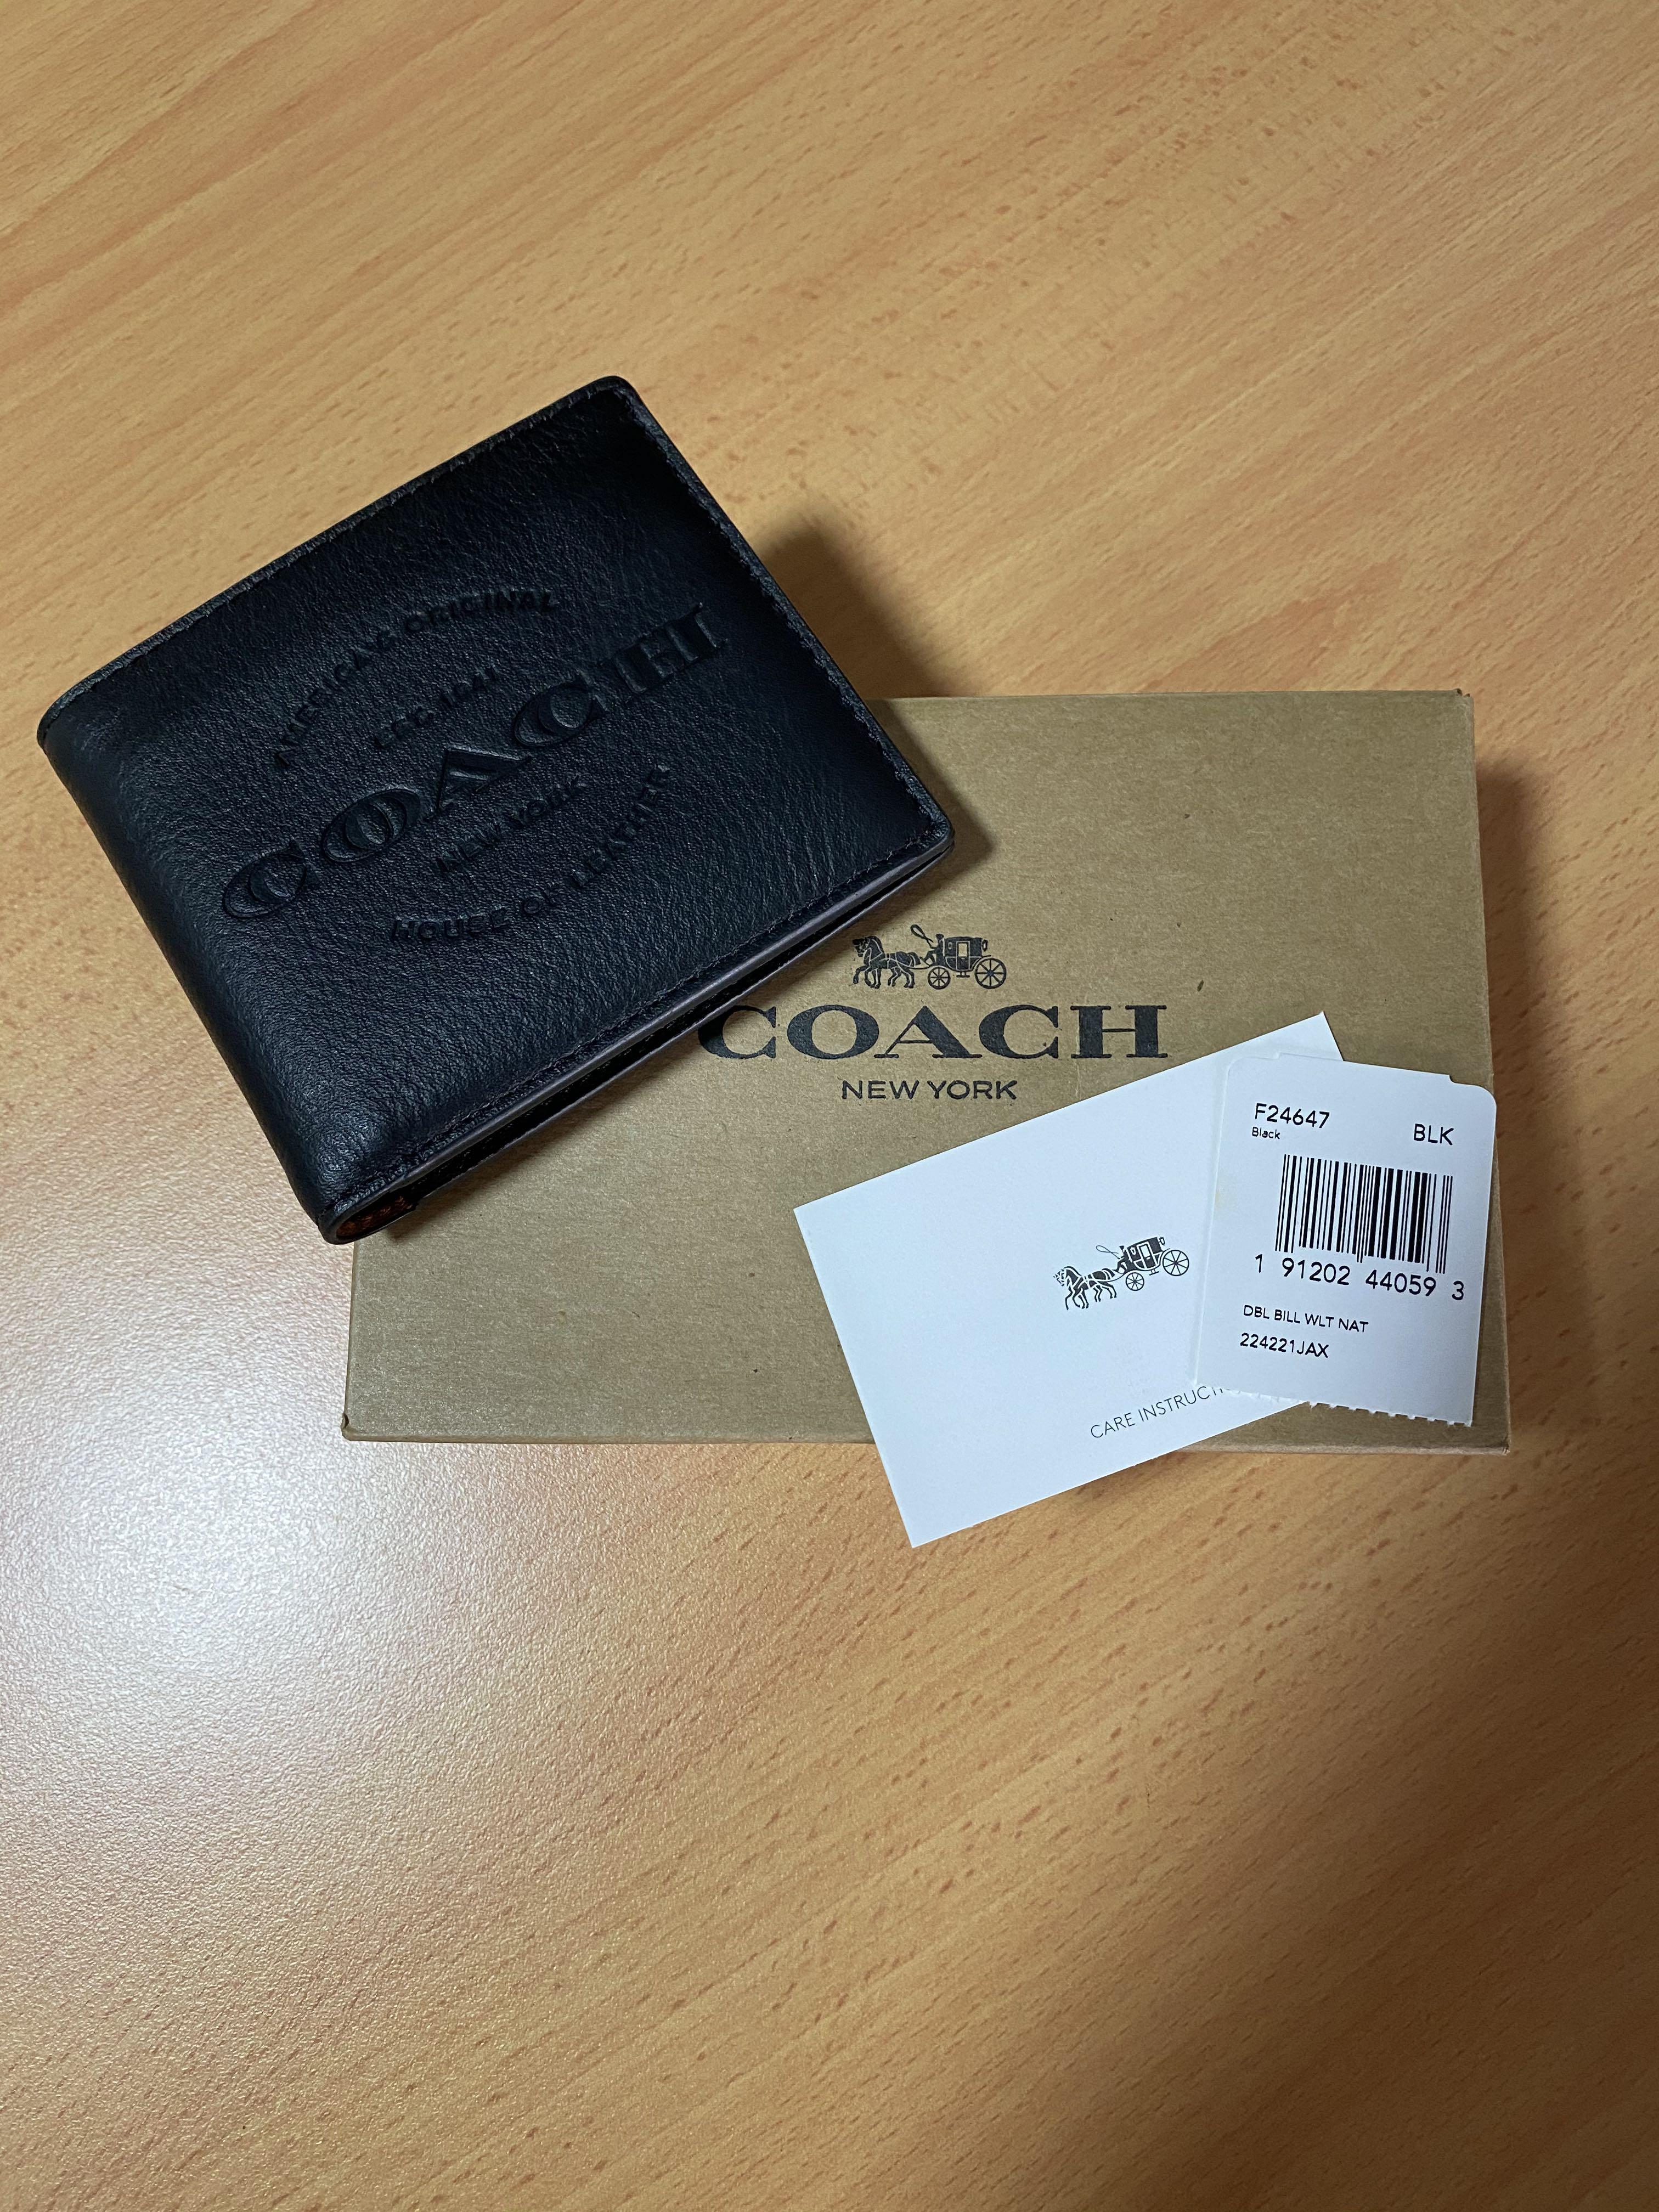 AMERICA'S ORIGINAL
EST. 1941
COACH
NEW YORK
HOUSE OF LEATHER
COACH
NEW YORK
CARE INSTRUCTI
F24647
Black
BLK
1 91202 44059 3
DBL BILL WLT NAT
224221JAX